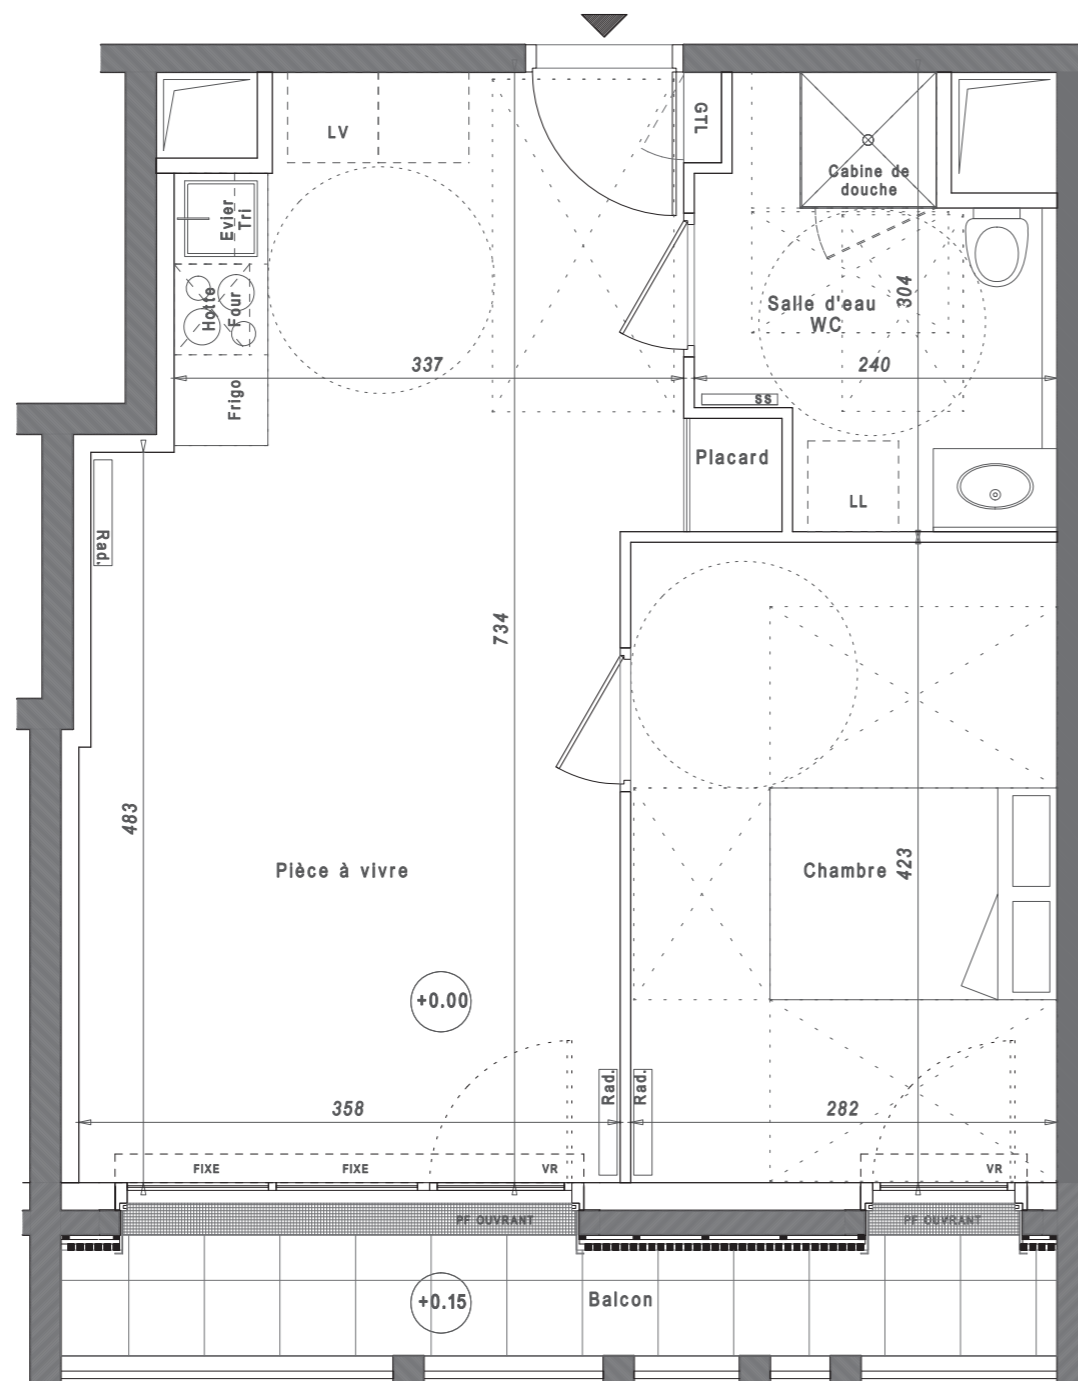 LV
GTL
Cabine de
douche
Evier
Tri
Hotte
Four
Frigo
Salle d'eau
WC
304
337
240
SS
Placard
LL
Rad.
734
483
Pièce à vivre
Chambre
423
+0.00
Rad.
Rad.
358
282
FIXE
FIXE
VR
VR
PF OUVRANT
PF OUVRANT
+0.15
Balcon